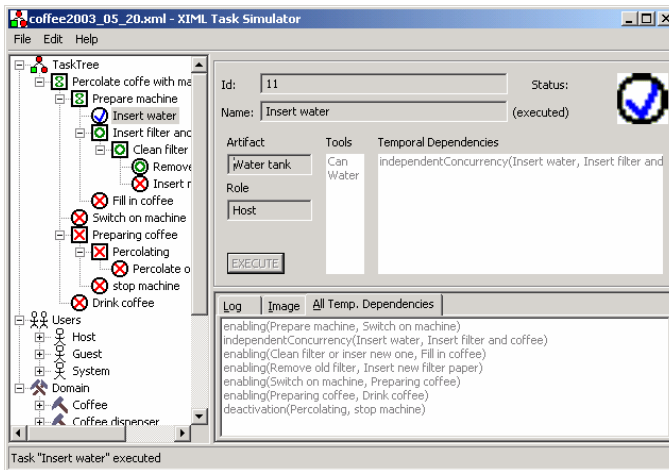 coffee2003_05_20.xml - XIML Task Simulator
File Edit Help
TaskTree
Percolate coffe with ma
Prepare machine
Insert water
Insert filter and
Clean filter
Remove
Insert r
Fill in coffee
Switch on machine
Preparing coffee
Percolating
Percolate o
stop machine
Drink coffee
Users
Host
Guest
System
Domain
Coffee
Coffee dispenser
Id: 11 Status:
Name: Insert water (executed)
Artifact Tools Temporal Dependencies
Water tank
Can
Water
independentConcurrency(Insert water, Insert filter and
Role
Host
EXECUTE
Log Image All Temp. Dependencies
enabling(Prepare machine, Switch on machine)
independentConcurrency(Insert water, Insert filter and coffee)
enabling(Clean filter or inser new one, Fill in coffee)
enabling(Remove old filter, Insert new filter paper)
enabling(Switch on machine, Preparing coffee)
enabling(Preparing coffee, Drink coffee)
deactivation(Percolating, stop machine)
Task "Insert water" executed